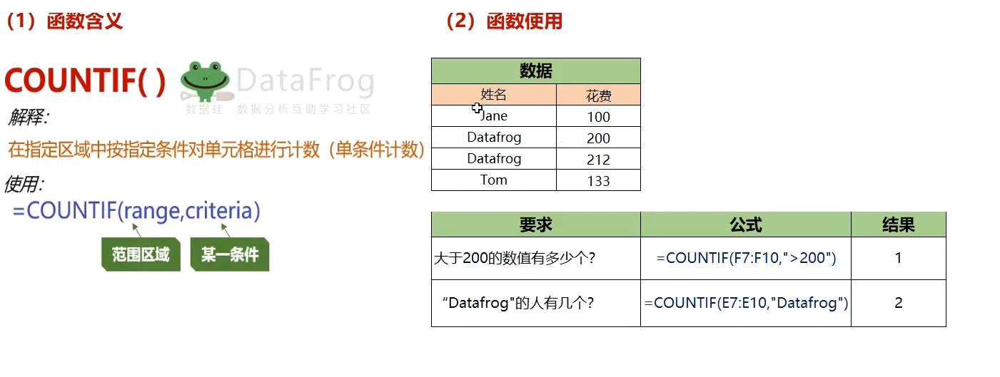 （1）函数含义
COUNTIF( )
DataFrog
数据蛙 数据分析互助学习社区
解释：
在指定区域中按指定条件对单元格进行计数（单条件计数）
使用：
=COUNTIF(range,criteria)
范围区域 某一条件
（2）函数使用
数据
姓名 花费
Jane 100
Datafrog 200
Datafrog 212
Tom 133
要求 公式 结果
大于200的数值有多少个？ =COUNTIF(F7:F10,">200") 1
“Datafrog"的人有几个？ =COUNTIF(E7:E10,"Datafrog") 2